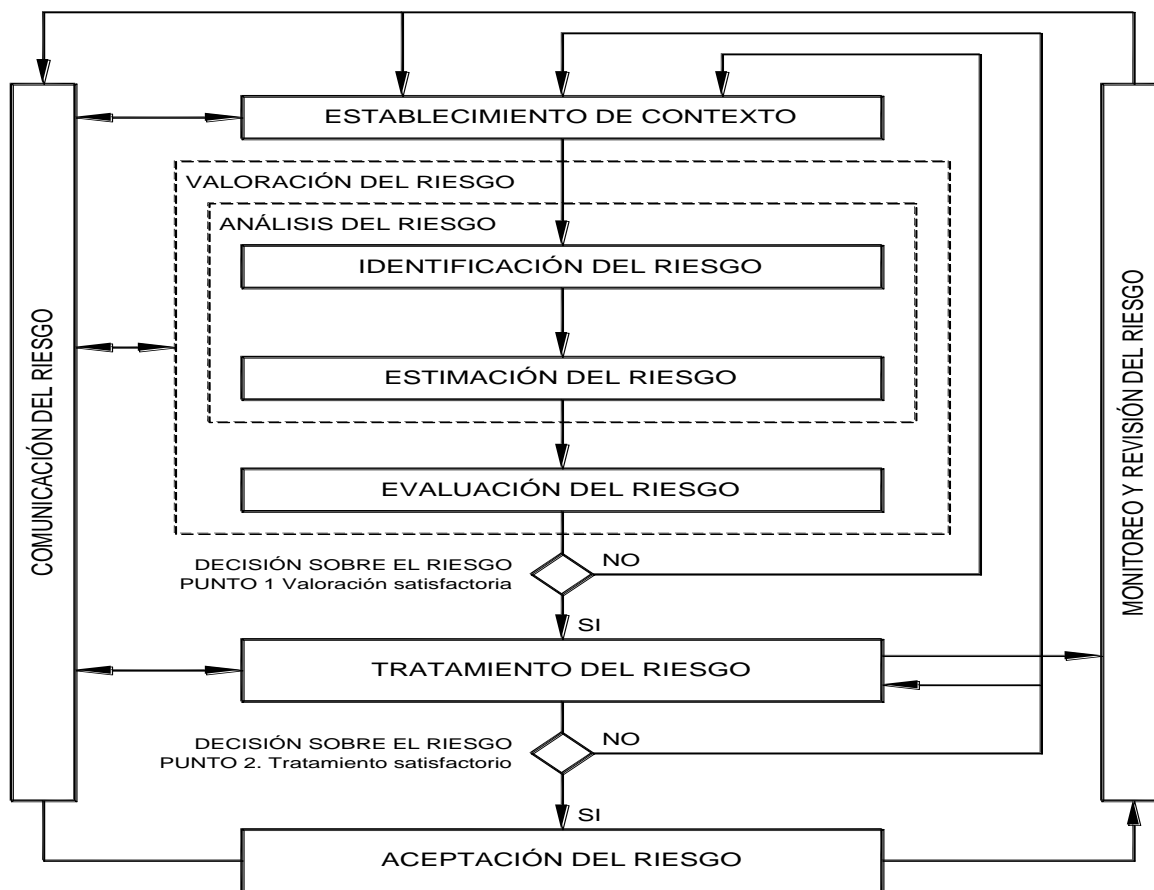 ESTABLECIMIENTO DE CONTEXTO
VALORACIÓN DEL RIESGO
ANÁLISIS DEL RIESGO
IDENTIFICACIÓN DEL RIESGO
ESTIMACIÓN DEL RIESGO
EVALUACIÓN DEL RIESGO
DECISIÓN SOBRE EL RIESGO
PUNTO 1 Valoración satisfactoria
NO
SI
TRATAMIENTO DEL RIESGO
DECISIÓN SOBRE EL RIESGO
PUNTO 2. Tratamiento satisfactorio
NO
SI
ACEPTACIÓN DEL RIESGO
COMUNICACIÓN DEL RIESGO
MONITOREO Y REVISIÓN DEL RIESGO